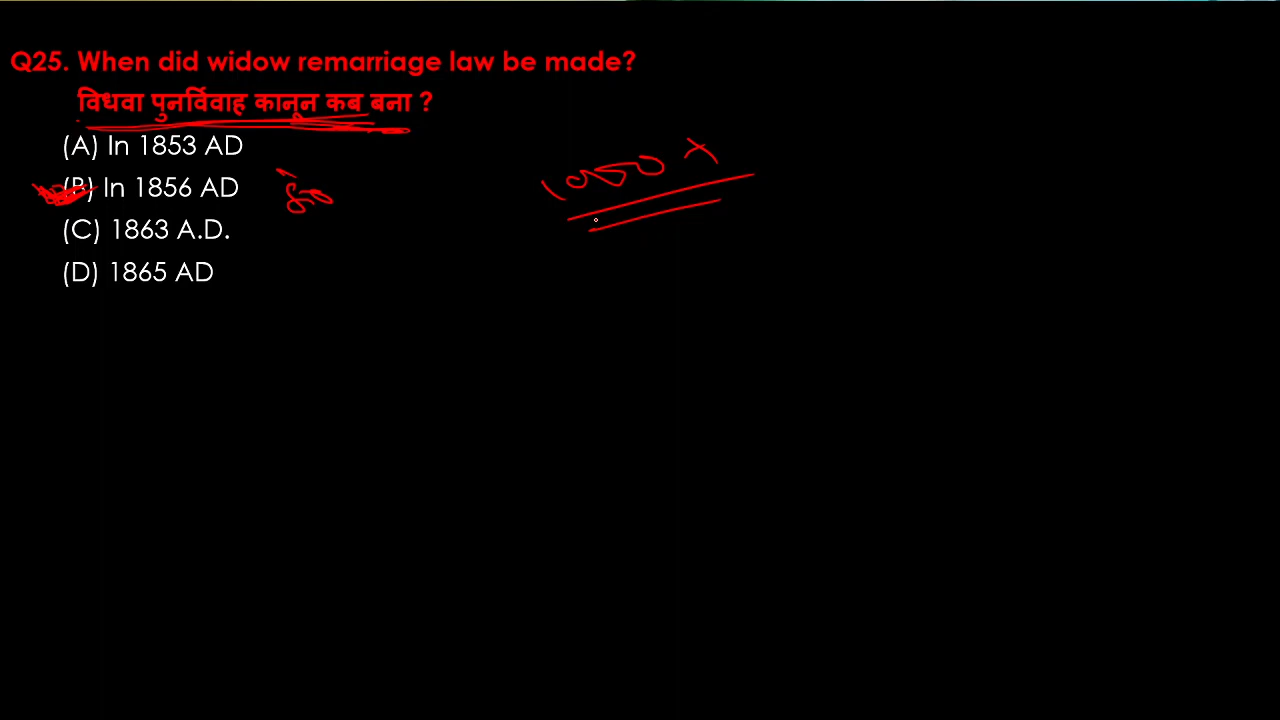 Q25. When did widow remarriage law be made?
विधवा पुनर्विवाह कानून कब बना ?
(A) In 1853 AD
(B) In 1856 AD
(C) 1863 A.D.
(D) 1865 AD